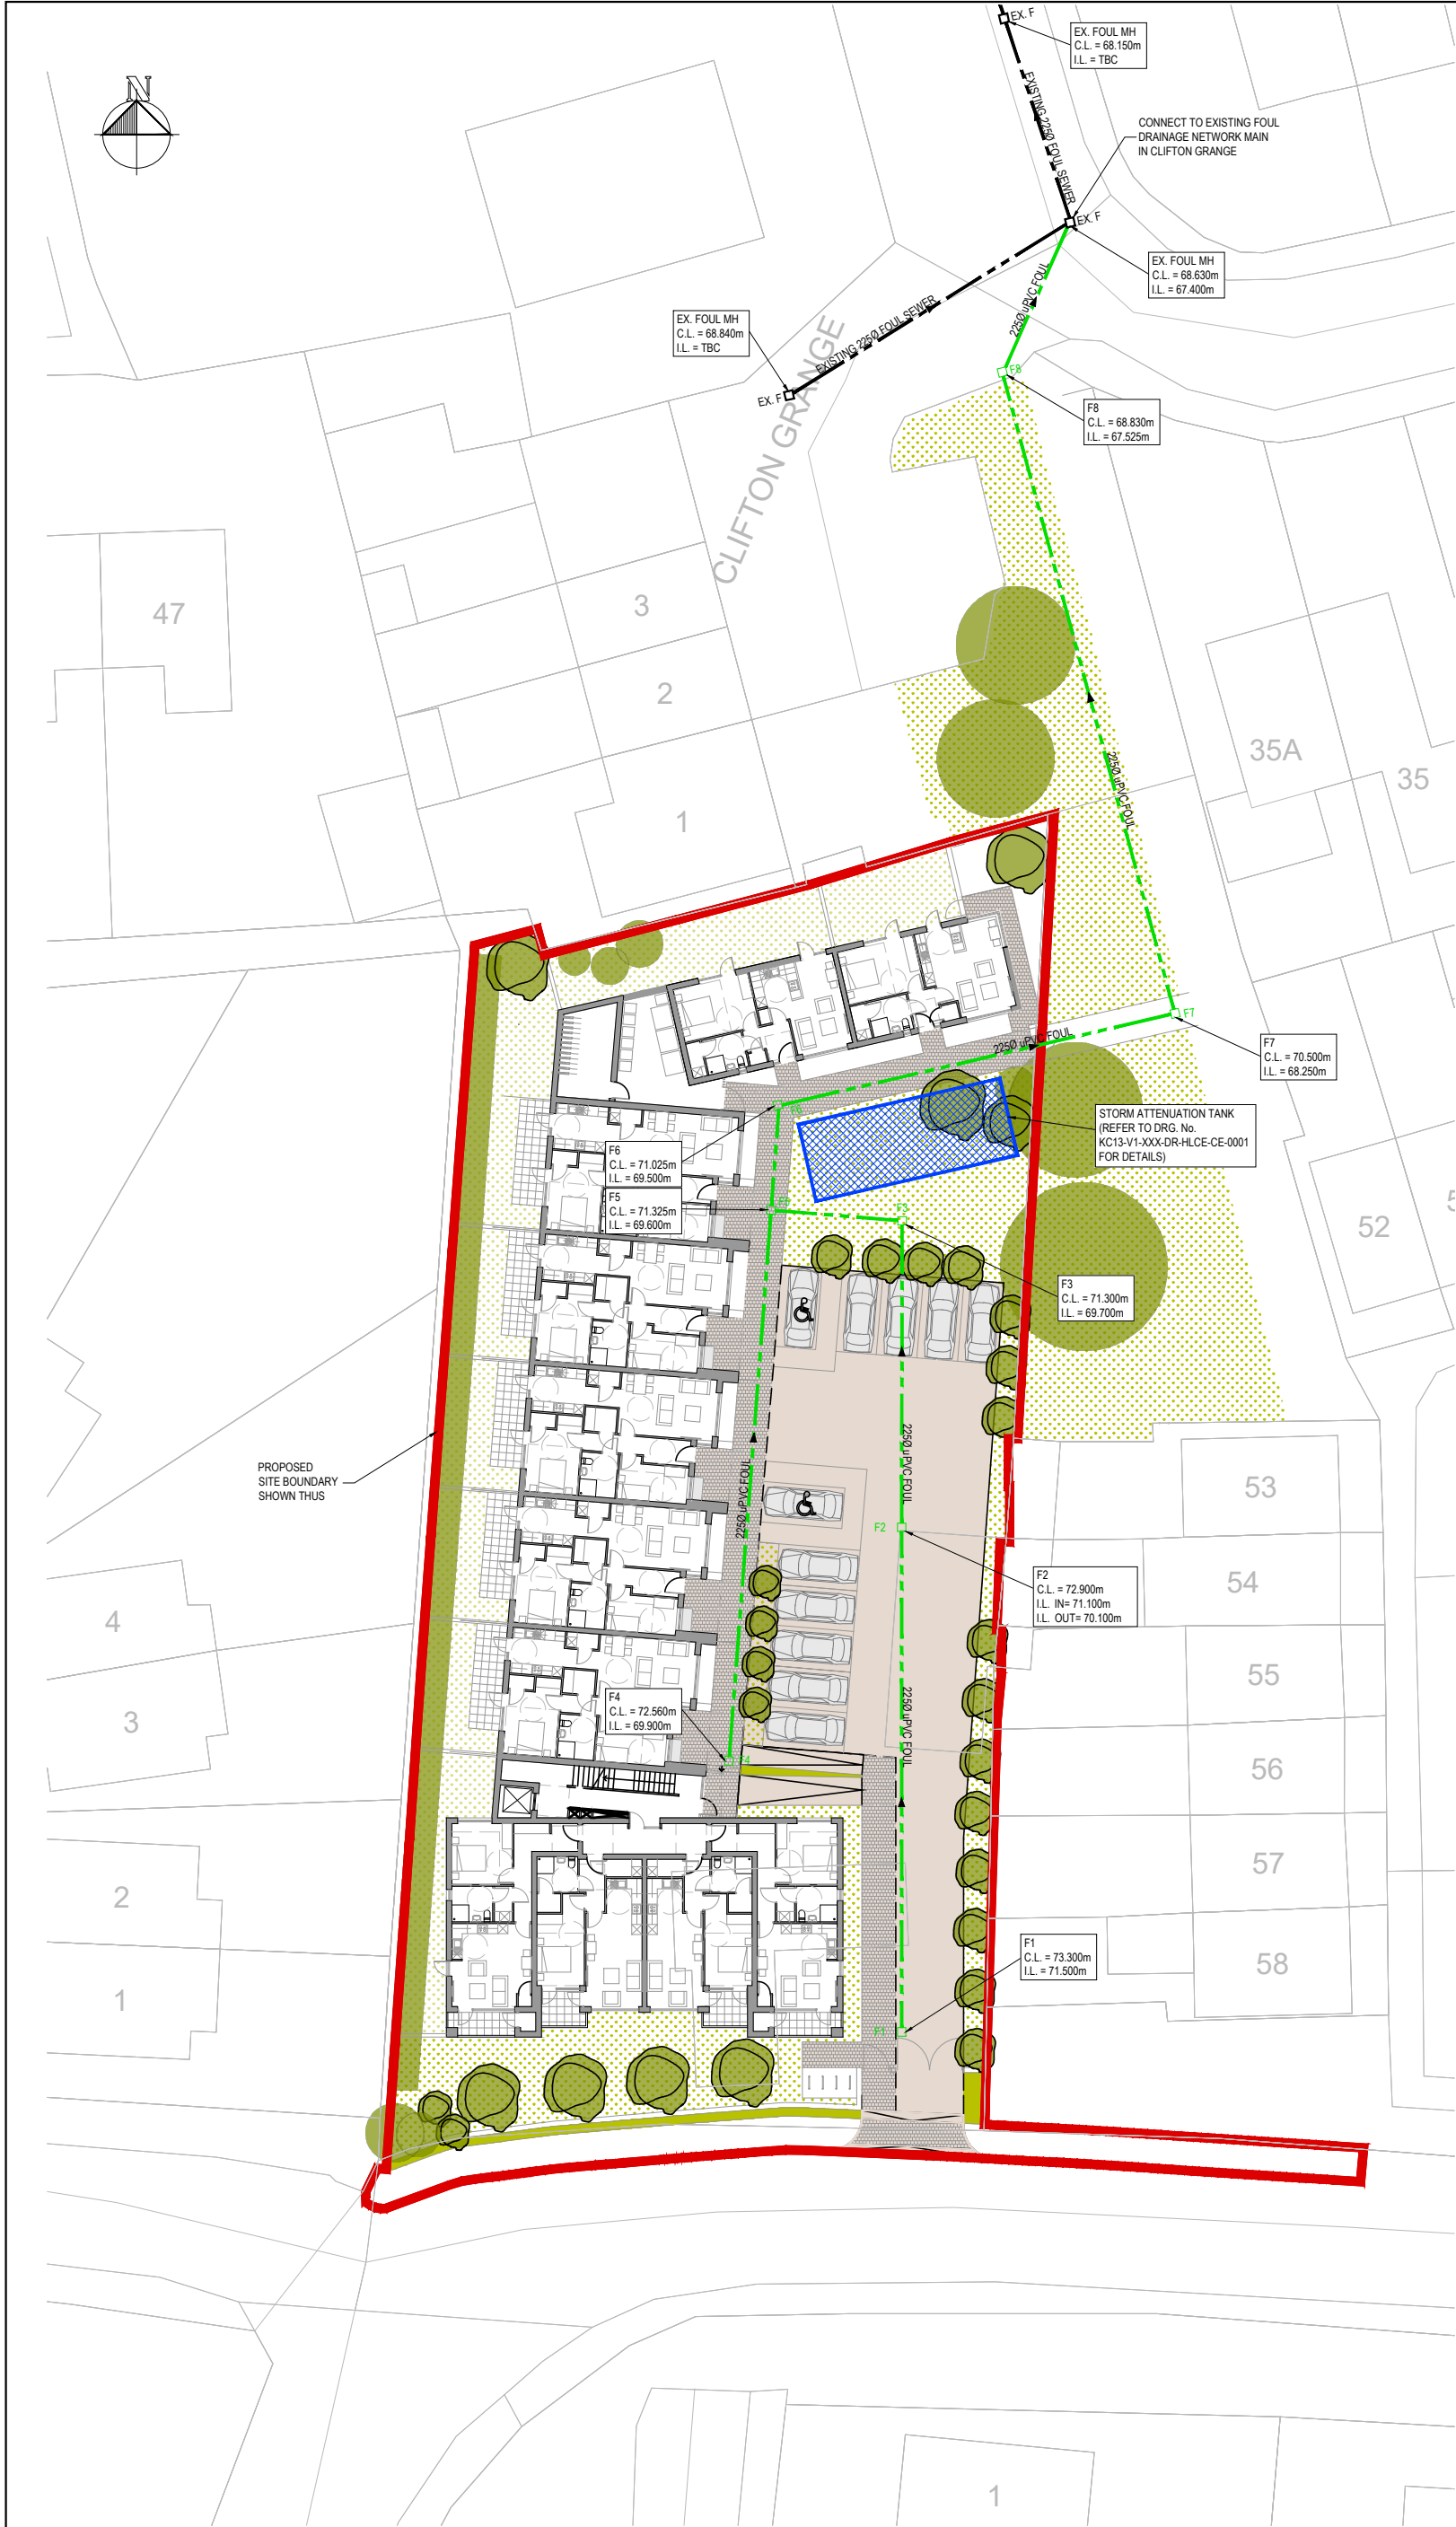 N
EX. F
EX. FOUL MH
C.L. = 68.150m
I.L. = TBC
EXISTING 225Ø FOUL SEWER
CONNECT TO EXISTING FOUL
DRAINAGE NETWORK MAIN
IN CLIFTON GRANGE
EX. F
EX. FOUL MH
C.L. = 68.630m
I.L. = 67.400m
225Ø uPVC FOUL
EX. FOUL MH
C.L. = 68.840m
I.L. = TBC
EXISTING 225Ø FOUL SEWER
EX. F
CLIFTON GRANGE
F8
F8
C.L. = 68.830m
I.L. = 67.525m
47
3
2
1
35A
35
225Ø uPVC FOUL
F7
F7
C.L. = 70.500m
I.L. = 68.250m
225Ø uPVC FOUL
STORM ATTENUATION TANK
(REFER TO DRG. No.
KC13-V1-XXX-DR-HLCE-CE-0001
FOR DETAILS)
F6
F6
C.L. = 71.025m
I.L. = 69.500m
F5
C.L. = 71.325m
I.L. = 69.600m
F5
F3
52
F3
C.L. = 71.300m
I.L. = 69.700m
225Ø uPVC FOUL
225Ø uPVC FOUL
PROPOSED
SITE BOUNDARY
SHOWN THUS
53
F2
F2
C.L. = 72.900m
I.L. IN= 71.100m
I.L. OUT= 70.100m
54
4
3
55
F4
C.L. = 72.560m
I.L. = 69.900m
F4
225Ø uPVC FOUL
56
2
57
1
F1
C.L. = 73.300m
I.L. = 71.500m
58
F1
1